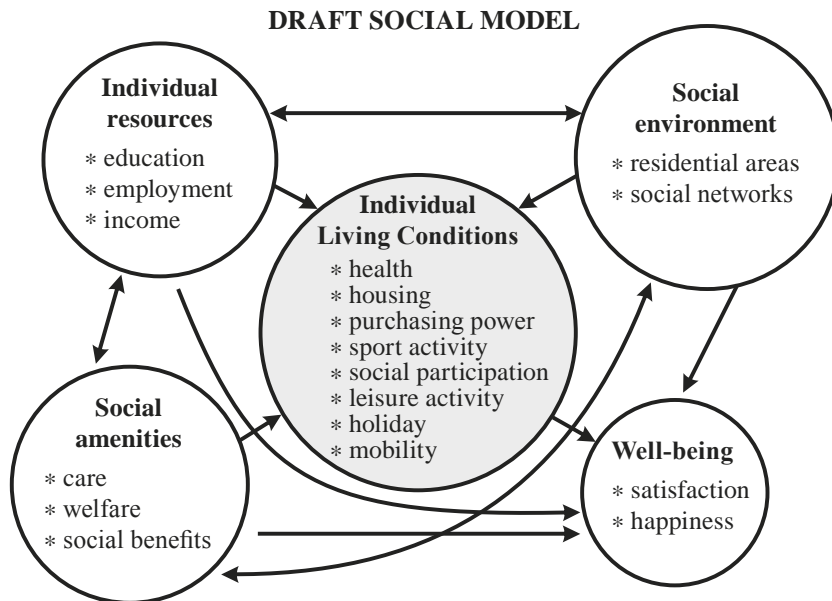 DRAFT SOCIAL MODEL
Individual
resources
* education
* employment
* income
Social
environment
* residential areas
* social networks
Individual
Living Conditions
* health
* housing
* purchasing power
* sport activity
* social participation
* leisure activity
* holiday
* mobility
Social
amenities
* care
* welfare
* social benefits
Well-being
* satisfaction
* happiness